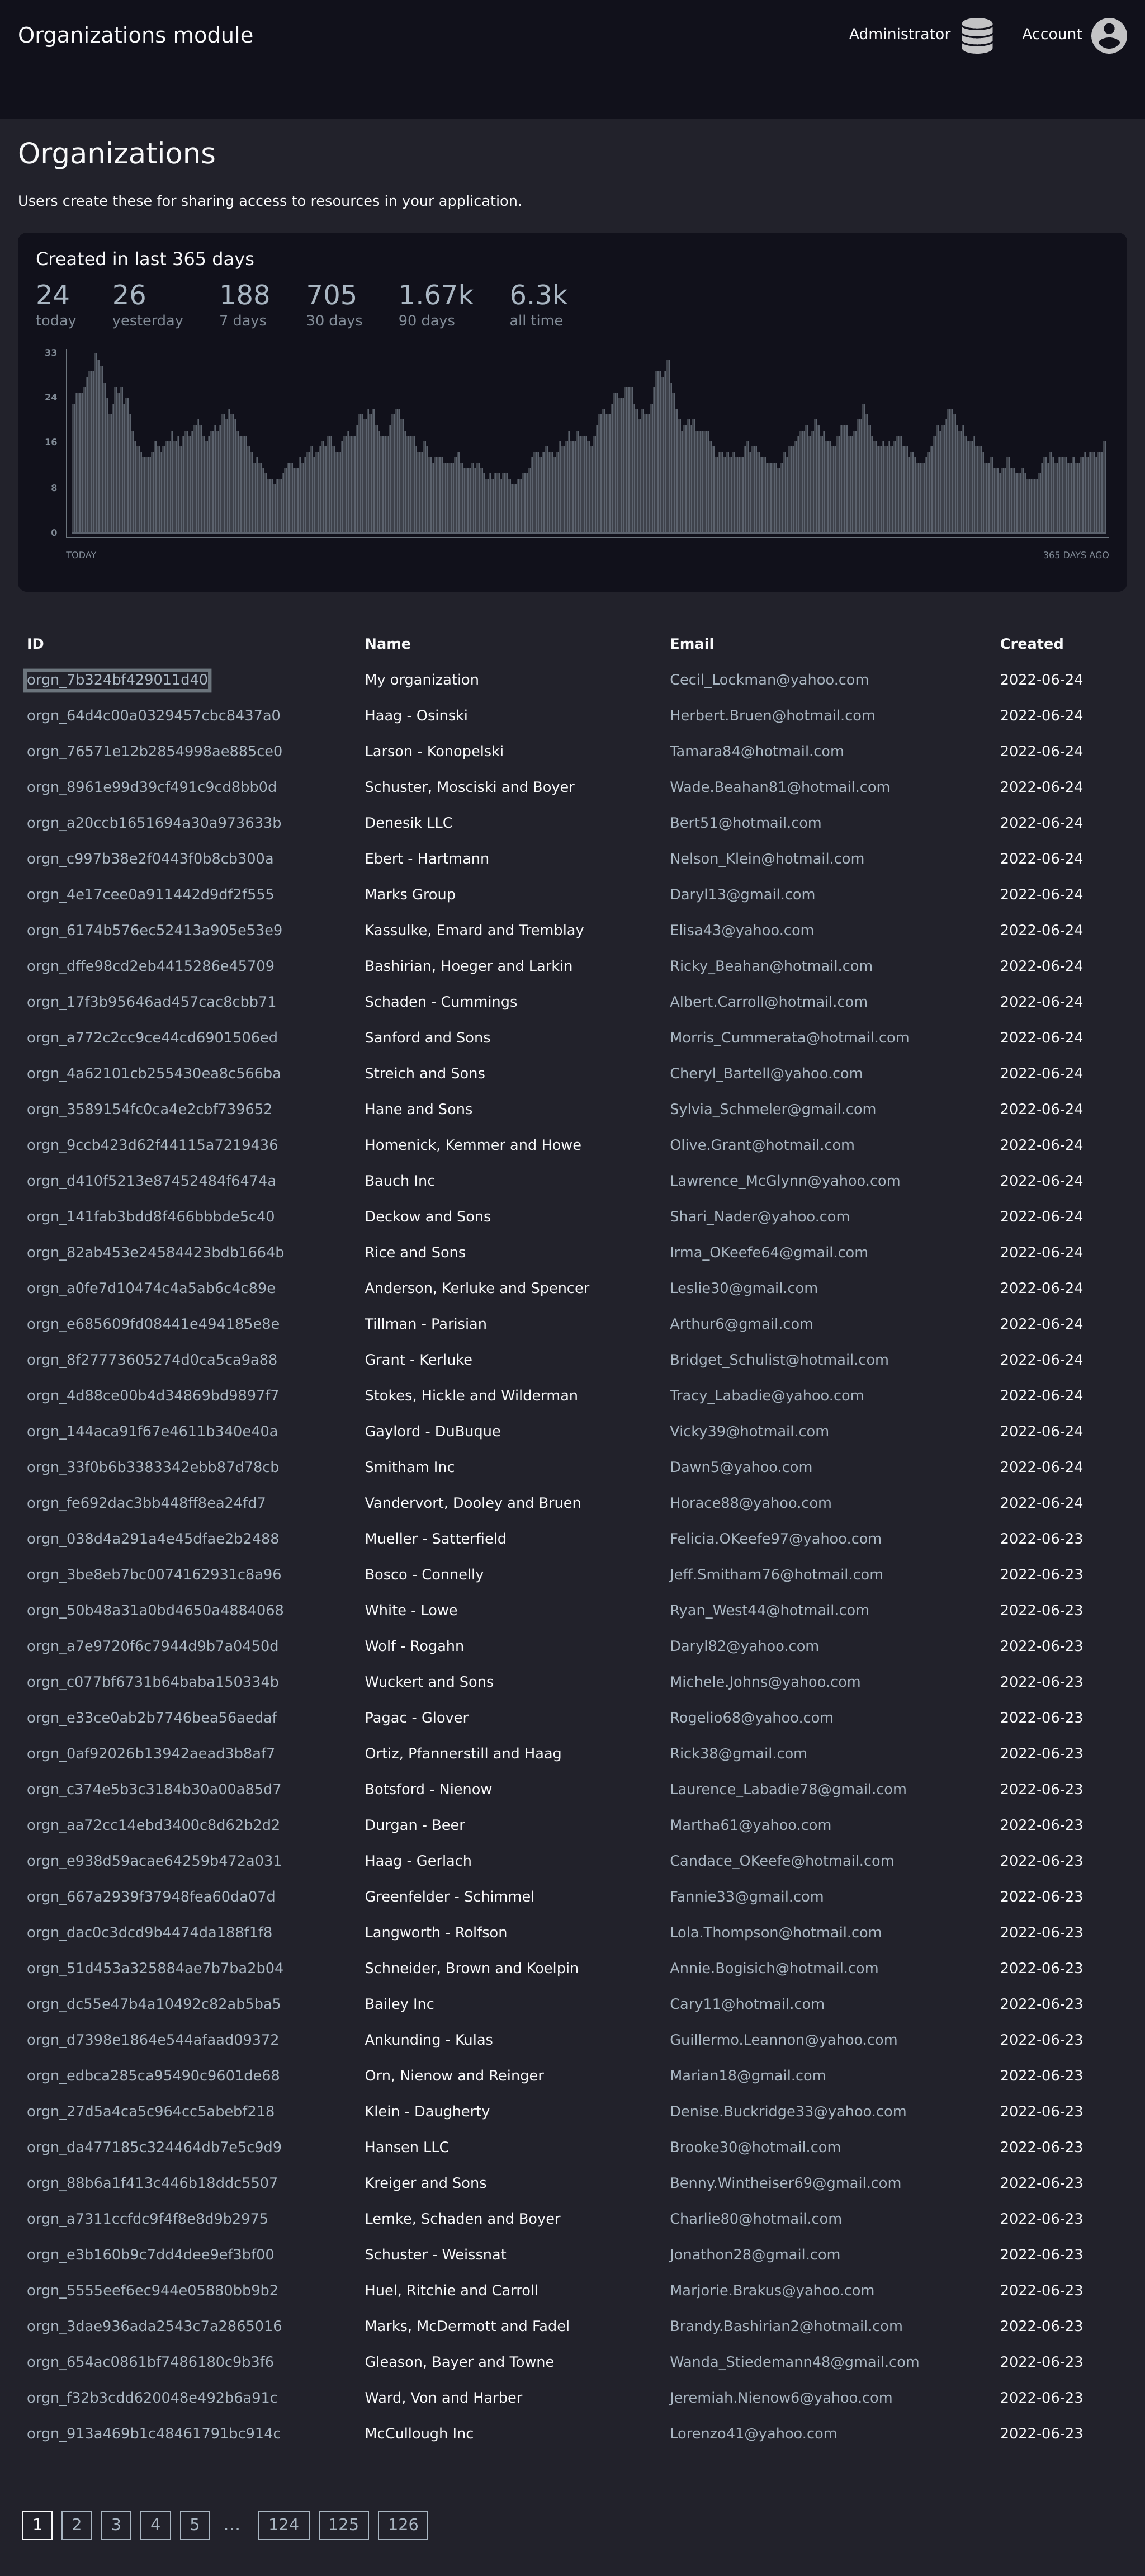 Organizations module Administrator Account
Organizations
Users create these for sharing access to resources in your application.
Created in last 365 days
24 26 188 705 1.67k 6.3k
today yesterday 7 days 30 days 90 days all time
33
24
16
8
0
TODAY 365 DAYS AGO
ID Name Email Created
orgn_7b324bf429011d40 My organization Cecil_Lockman@yahoo.com 2022-06-24
orgn_64d4c00a0329457cbc8437a0 Haag - Osinski Herbert.Bruen@hotmail.com 2022-06-24
orgn_76571e12b2854998ae885ce0 Larson - Konopelski Tamara84@hotmail.com 2022-06-24
orgn_8961e99d39cf491c9cd8bb0d Schuster, Mosciski and Boyer Wade.Beahan81@hotmail.com 2022-06-24
orgn_a20ccb1651694a30a973633b Denesik LLC Bert51@hotmail.com 2022-06-24
orgn_c997b38e2f0443f0b8cb300a Ebert - Hartmann Nelson_Klein@hotmail.com 2022-06-24
orgn_4e17cee0a911442d9df2f555 Marks Group Daryl13@gmail.com 2022-06-24
orgn_6174b576ec52413a905e53e9 Kassulke, Emard and Tremblay Elisa43@yahoo.com 2022-06-24
orgn_dffe98cd2eb4415286e45709 Bashirian, Hoeger and Larkin Ricky_Beahan@hotmail.com 2022-06-24
orgn_17f3b95646ad457cac8cbb71 Schaden - Cummings Albert.Carroll@hotmail.com 2022-06-24
orgn_a772c2cc9ce44cd6901506ed Sanford and Sons Morris_Cummerata@hotmail.com 2022-06-24
orgn_4a62101cb255430ea8c566ba Streich and Sons Cheryl_Bartell@yahoo.com 2022-06-24
orgn_3589154fc0ca4e2cbf739652 Hane and Sons Sylvia_Schmeler@gmail.com 2022-06-24
orgn_9ccb423d62f44115a7219436 Homenick, Kemmer and Howe Olive.Grant@hotmail.com 2022-06-24
orgn_d410f5213e87452484f6474a Bauch Inc Lawrence_McGlynn@yahoo.com 2022-06-24
orgn_141fab3bdd8f466bbbde5c40 Deckow and Sons Shari_Nader@yahoo.com 2022-06-24
orgn_82ab453e24584423bdb1664b Rice and Sons Irma_OKeefe64@gmail.com 2022-06-24
orgn_a0fe7d10474c4a5ab6c4c89e Anderson, Kerluke and Spencer Leslie30@gmail.com 2022-06-24
orgn_e685609fd08441e494185e8e Tillman - Parisian Arthur6@gmail.com 2022-06-24
orgn_8f27773605274d0ca5ca9a88 Grant - Kerluke Bridget_Schulist@hotmail.com 2022-06-24
orgn_4d88ce00b4d34869bd9897f7 Stokes, Hickle and Wilderman Tracy_Labadie@yahoo.com 2022-06-24
orgn_144aca91f67e4611b340e40a Gaylord - DuBuque Vicky39@hotmail.com 2022-06-24
orgn_33f0b6b3383342ebb87d78cb Smitham Inc Dawn5@yahoo.com 2022-06-24
orgn_fe692dac3bb448ff8ea24fd7 Vandervort, Dooley and Bruen Horace88@yahoo.com 2022-06-24
orgn_038d4a291a4e45dfae2b2488 Mueller - Satterfield Felicia.OKeefe97@yahoo.com 2022-06-23
orgn_3be8eb7bc0074162931c8a96 Bosco - Connelly Jeff.Smitham76@hotmail.com 2022-06-23
orgn_50b48a31a0bd4650a4884068 White - Lowe Ryan_West44@hotmail.com 2022-06-23
orgn_a7e9720f6c7944d9b7a0450d Wolf - Rogahn Daryl82@yahoo.com 2022-06-23
orgn_c077bf6731b64baba150334b Wuckert and Sons Michele.Johns@yahoo.com 2022-06-23
orgn_e33ce0ab2b7746bea56aedaf Pagac - Glover Rogelio68@yahoo.com 2022-06-23
orgn_0af92026b13942aead3b8af7 Ortiz, Pfannerstill and Haag Rick38@gmail.com 2022-06-23
orgn_c374e5b3c3184b30a00a85d7 Botsford - Nienow Laurence_Labadie78@gmail.com 2022-06-23
orgn_aa72cc14ebd3400c8d62b2d2 Durgan - Beer Martha61@yahoo.com 2022-06-23
orgn_e938d59acae64259b472a031 Haag - Gerlach Candace_OKeefe@hotmail.com 2022-06-23
orgn_667a2939f37948fea60da07d Greenfelder - Schimmel Fannie33@gmail.com 2022-06-23
orgn_dac0c3dcd9b4474da188f1f8 Langworth - Rolfson Lola.Thompson@hotmail.com 2022-06-23
orgn_51d453a325884ae7b7ba2b04 Schneider, Brown and Koelpin Annie.Bogisich@hotmail.com 2022-06-23
orgn_dc55e47b4a10492c82ab5ba5 Bailey Inc Cary11@hotmail.com 2022-06-23
orgn_d7398e1864e544afaad09372 Ankunding - Kulas Guillermo.Leannon@yahoo.com 2022-06-23
orgn_edbca285ca95490c9601de68 Orn, Nienow and Reinger Marian18@gmail.com 2022-06-23
orgn_27d5a4ca5c964cc5abebf218 Klein - Daugherty Denise.Buckridge33@yahoo.com 2022-06-23
orgn_da477185c324464db7e5c9d9 Hansen LLC Brooke30@hotmail.com 2022-06-23
orgn_88b6a1f413c446b18ddc5507 Kreiger and Sons Benny.Wintheiser69@gmail.com 2022-06-23
orgn_a7311ccfdc9f4f8e8d9b2975 Lemke, Schaden and Boyer Charlie80@hotmail.com 2022-06-23
orgn_e3b160b9c7dd4dee9ef3bf00 Schuster - Weissnat Jonathon28@gmail.com 2022-06-23
orgn_5555eef6ec944e05880bb9b2 Huel, Ritchie and Carroll Marjorie.Brakus@yahoo.com 2022-06-23
orgn_3dae936ada2543c7a2865016 Marks, McDermott and Fadel Brandy.Bashirian2@hotmail.com 2022-06-23
orgn_654ac0861bf7486180c9b3f6 Gleason, Bayer and Towne Wanda_Stiedemann48@gmail.com 2022-06-23
orgn_f32b3cdd620048e492b6a91c Ward, Von and Harber Jeremiah.Nienow6@yahoo.com 2022-06-23
orgn_913a469b1c48461791bc914c McCullough Inc Lorenzo41@yahoo.com 2022-06-23
1 2 3 4 5 … 124 125 126